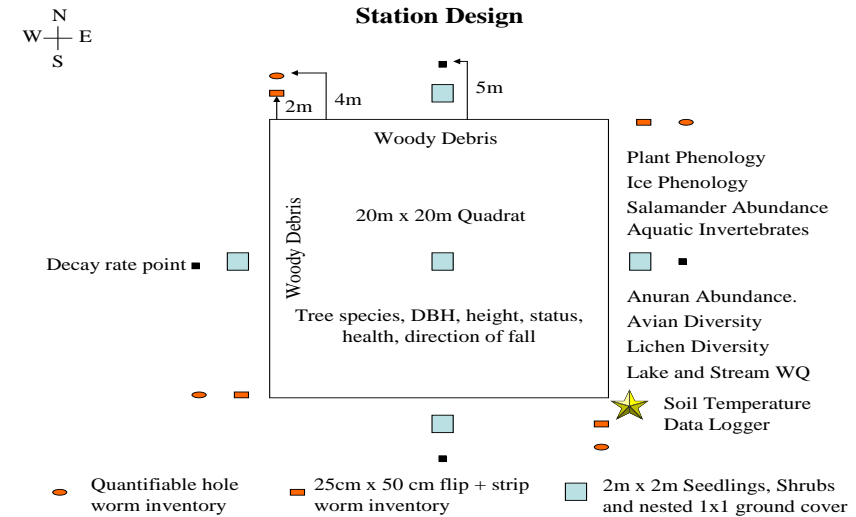 Station Design
N
W E
S
2m
4m
5m
Woody Debris
Woody Debris
20m x 20m Quadrat
Plant Phenology
Ice Phenology
Salamander Abundance
Aquatic Invertebrates
Decay rate point
Tree species, DBH, height, status,
health, direction of fall
Anuran Abundance.
Avian Diversity
Lichen Diversity
Lake and Stream WQ
Soil Temperature
Data Logger
Quantifiable hole
worm inventory
25cm x 50 cm flip + strip
worm inventory
2m x 2m Seedlings, Shrubs
and nested 1x1 ground cover